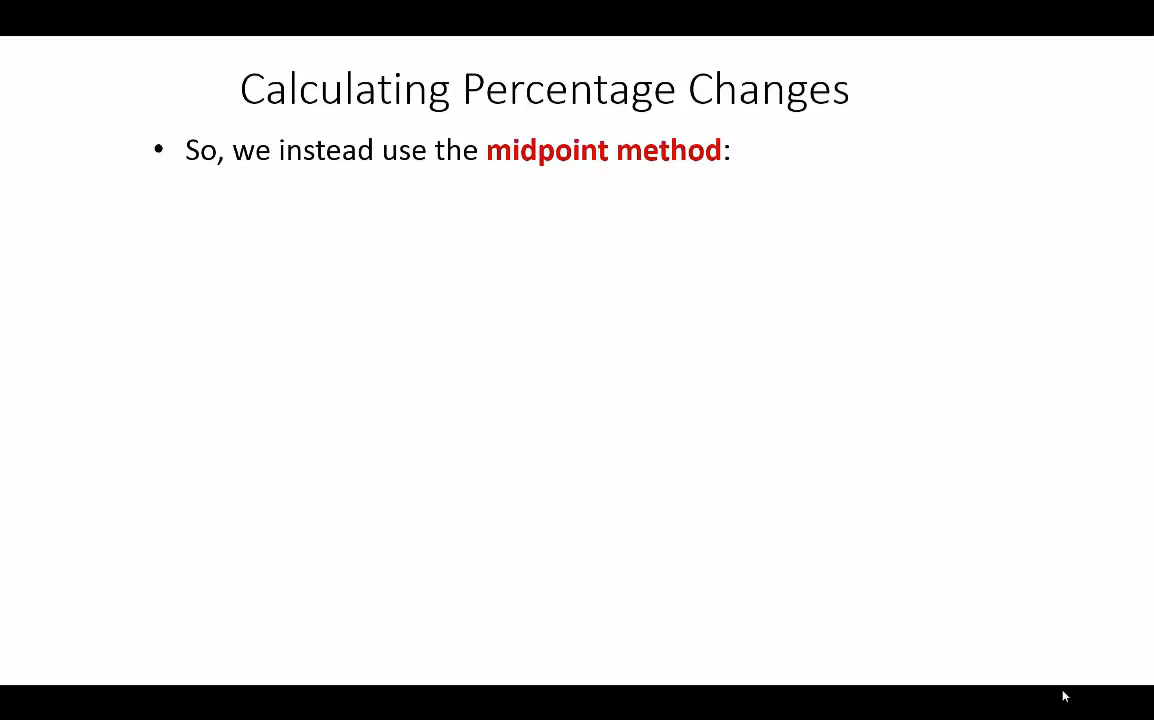 Calculating Percentage Changes
• So, we instead use the midpoint method: